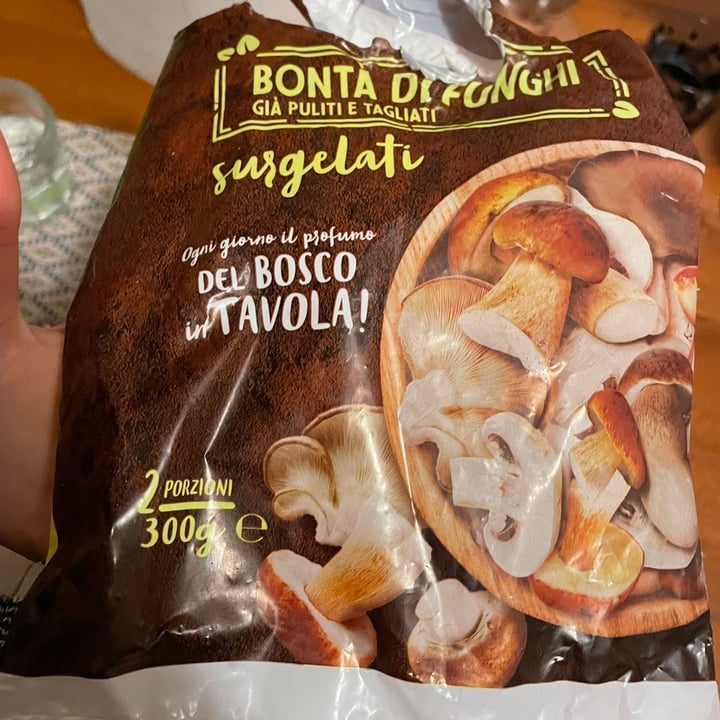 BONTÀ DI FUNGHI
GIÀ PULITI E TAGLIATI
surgelati
Ogni giorno il profumo
DEL BOSCO
in TAVOLA!
2 PORZIONI
300g ℮